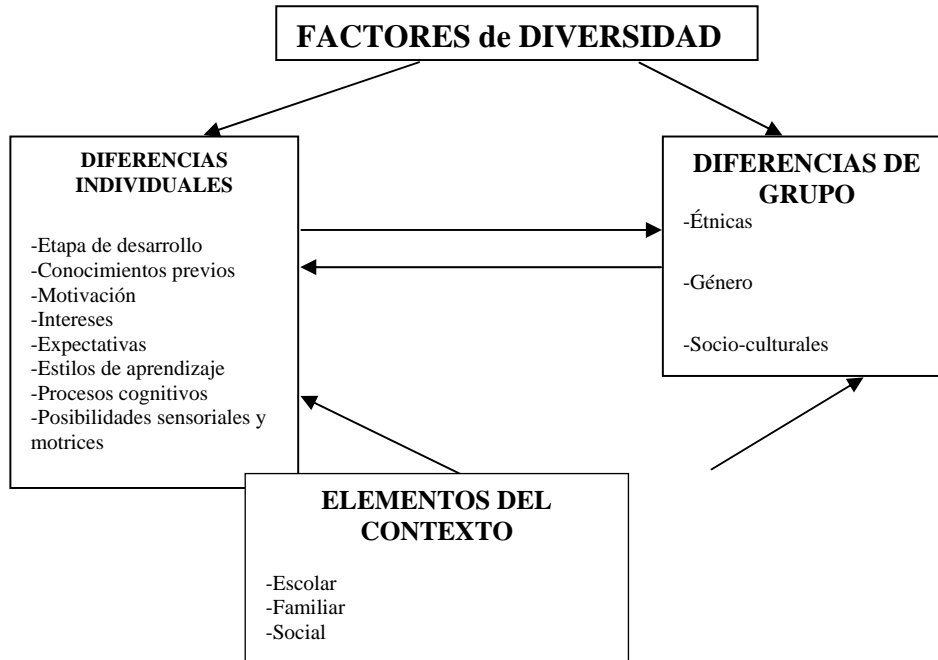 FACTORES de DIVERSIDAD
DIFERENCIAS
INDIVIDUALES
-Etapa de desarrollo
-Conocimientos previos
-Motivación
-Intereses
-Expectativas
-Estilos de aprendizaje
-Procesos cognitivos
-Posibilidades sensoriales y
motrices
DIFERENCIAS DE
GRUPO
-Étnicas
-Género
-Socio-culturales
ELEMENTOS DEL
CONTEXTO
-Escolar
-Familiar
-Social